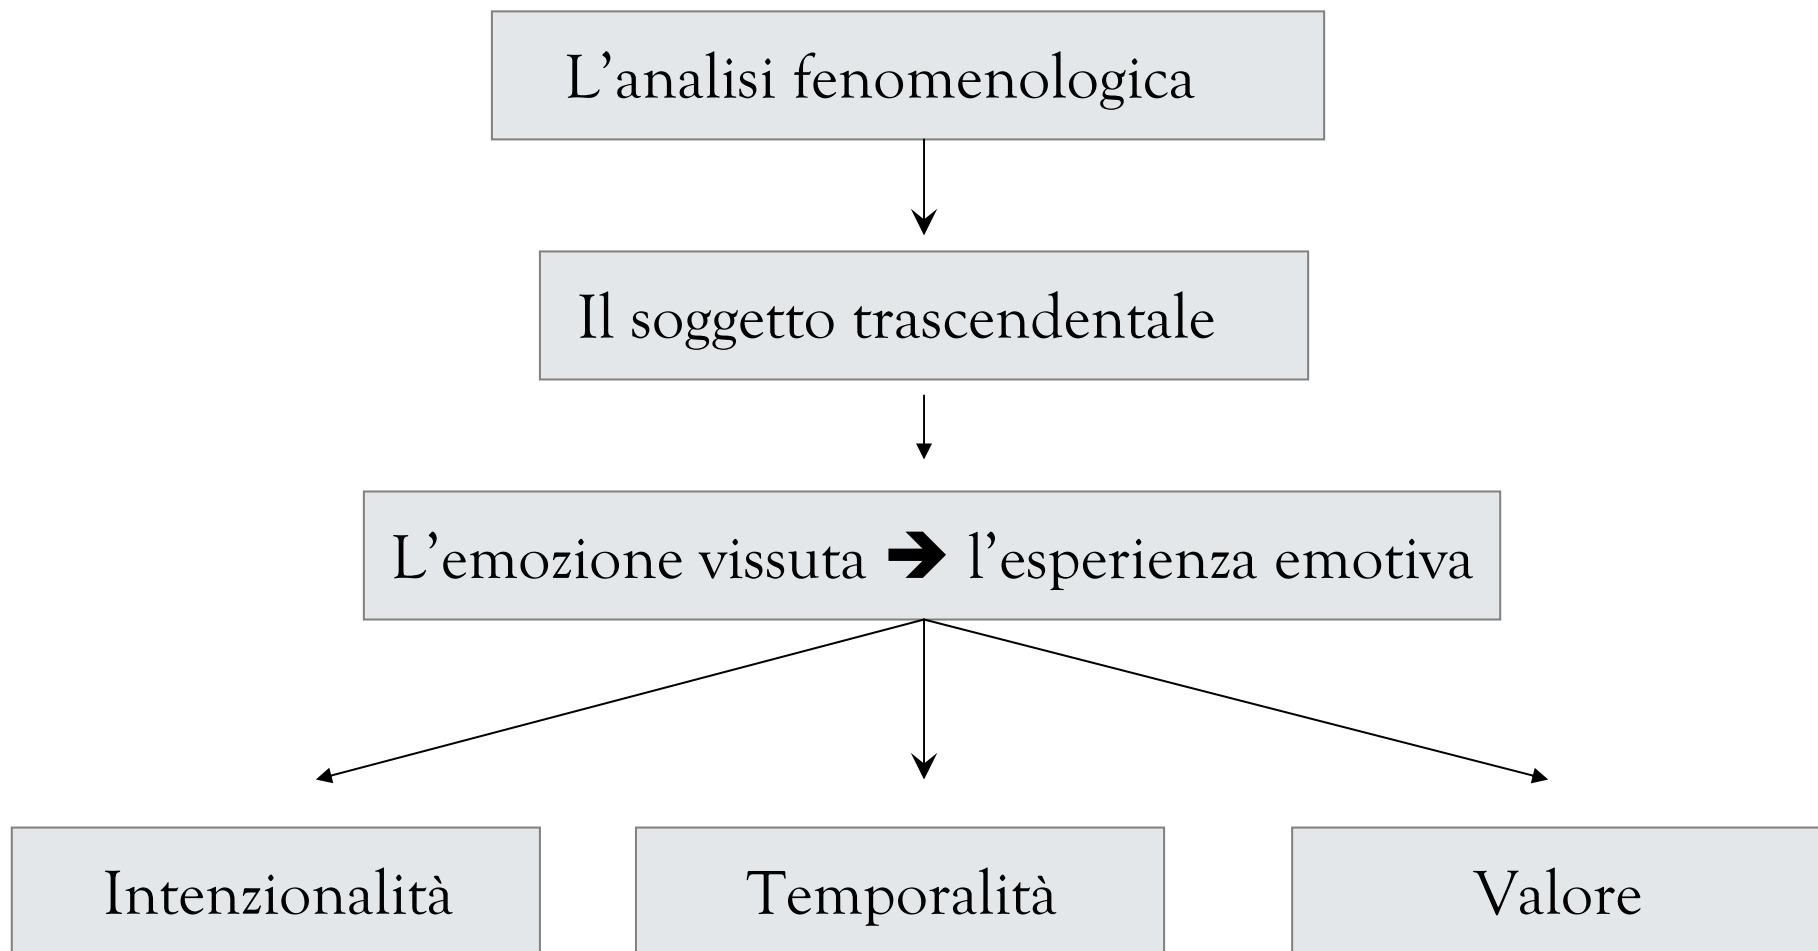 L’analisi fenomenologica
Il soggetto trascendentale
L’emozione vissuta ➔ l’esperienza emotiva
Intenzionalità
Temporalità
Valore